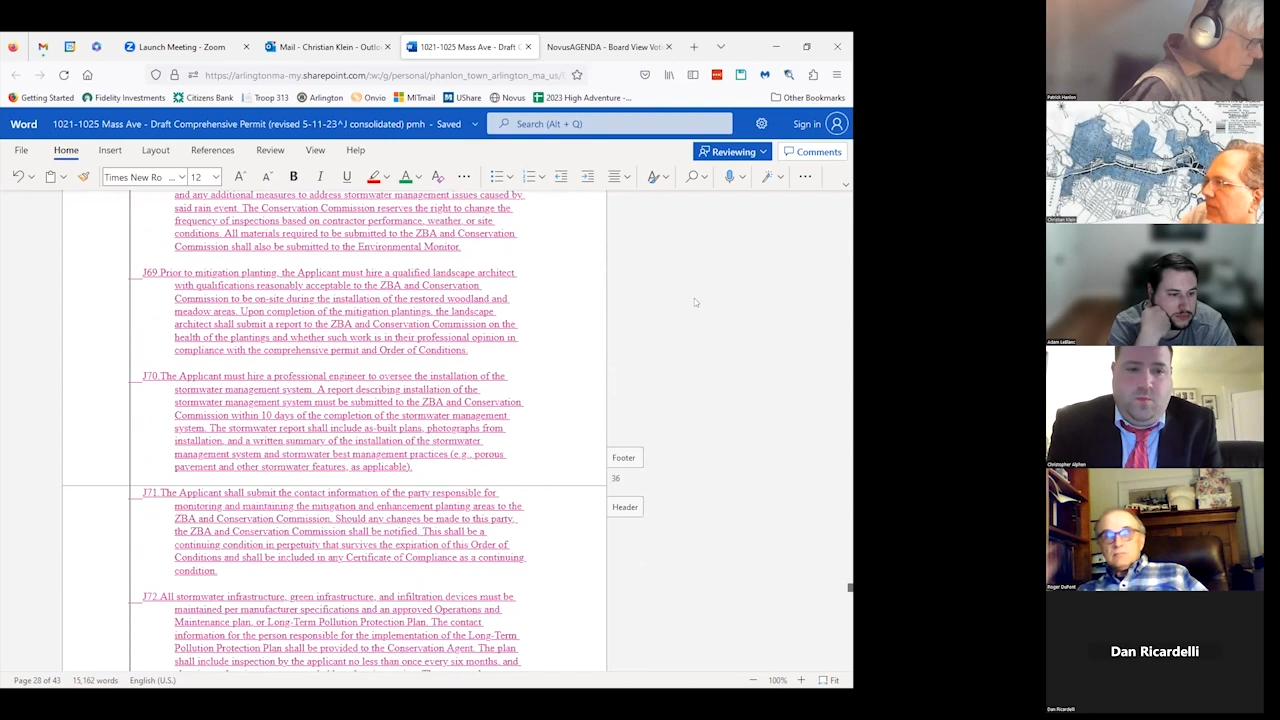 Launch Meeting - Zoom
Mail - Christian Klein - Outlo
1021-1025 Mass Ave - Draft C
NovusAGENDA - Board View Vot
https://arlingtonma-my.sharepoint.com/:w:/g/personal/phanlon_town_arlington_ma_us/
Getting Started
Fidelity Investments
Citizens Bank
Troop 313
Arlington
Onvio
MITmail
UShare
Novus
2023 High Adventure -...
Other Bookmarks
Word
1021-1025 Mass Ave - Draft Comprehensive Permit (revised 5-11-23^J consolidated) pmh - Saved
Search (Alt + Q)
File
Home
Insert
Layout
References
Review
View
Help
Reviewing
Comments
Times New Ro ...
12
and any additional measures to address stormwater management issues caused by
said rain event. The Conservation Commission reserves the right to change the
frequency of inspections based on contractor performance, weather, or site
conditions. All materials required to be submitted to the ZBA and Conservation
Commission shall also be submitted to the Environmental Monitor.
J69.Prior to mitigation planting, the Applicant must hire a qualified landscape architect
with qualifications reasonably acceptable to the ZBA and Conservation
Commission to be on-site during the installation of the restored woodland and
meadow areas. Upon completion of the mitigation plantings, the landscape
architect shall submit a report to the ZBA and Conservation Commission on the
health of the plantings and whether such work is in their professional opinion in
compliance with the comprehensive permit and Order of Conditions.
J70.The Applicant must hire a professional engineer to oversee the installation of the
stormwater management system. A report describing installation of the
stormwater management system must be submitted to the ZBA and Conservation
Commission within 10 days of the completion of the stormwater management
system. The stormwater report shall include as-built plans, photographs from
installation, and a written summary of the installation of the stormwater
management system and stormwater best management practices (e.g., porous
pavement and other stormwater features, as applicable).
Footer
36
Header
J71.The Applicant shall submit the contact information of the party responsible for
monitoring and maintaining the mitigation and enhancement planting areas to the
ZBA and Conservation Commission. Should any changes be made to this party,
the ZBA and Conservation Commission shall be notified. This shall be a
continuing condition in perpetuity that survives the expiration of this Order of
Conditions and shall be included in any Certificate of Compliance as a continuing
condition.
J72.All stormwater infrastructure, green infrastructure, and infiltration devices must be
maintained per manufacturer specifications and an approved Operations and
Maintenance plan, or Long-Term Pollution Protection Plan. The contact
information for the person responsible for the implementation of the Long-Term
Pollution Protection Plan shall be provided to the Conservation Agent. The plan
shall include inspection by the applicant no less than once every six months, and
Page 28 of 43
15,162 words
English (U.S.)
100%
Fit
Patrick Hanlon
Christian Klein
Adam LeBlanc
Christopher Alphen
Roger DuPont
Dan Ricardelli
Dan Ricardelli